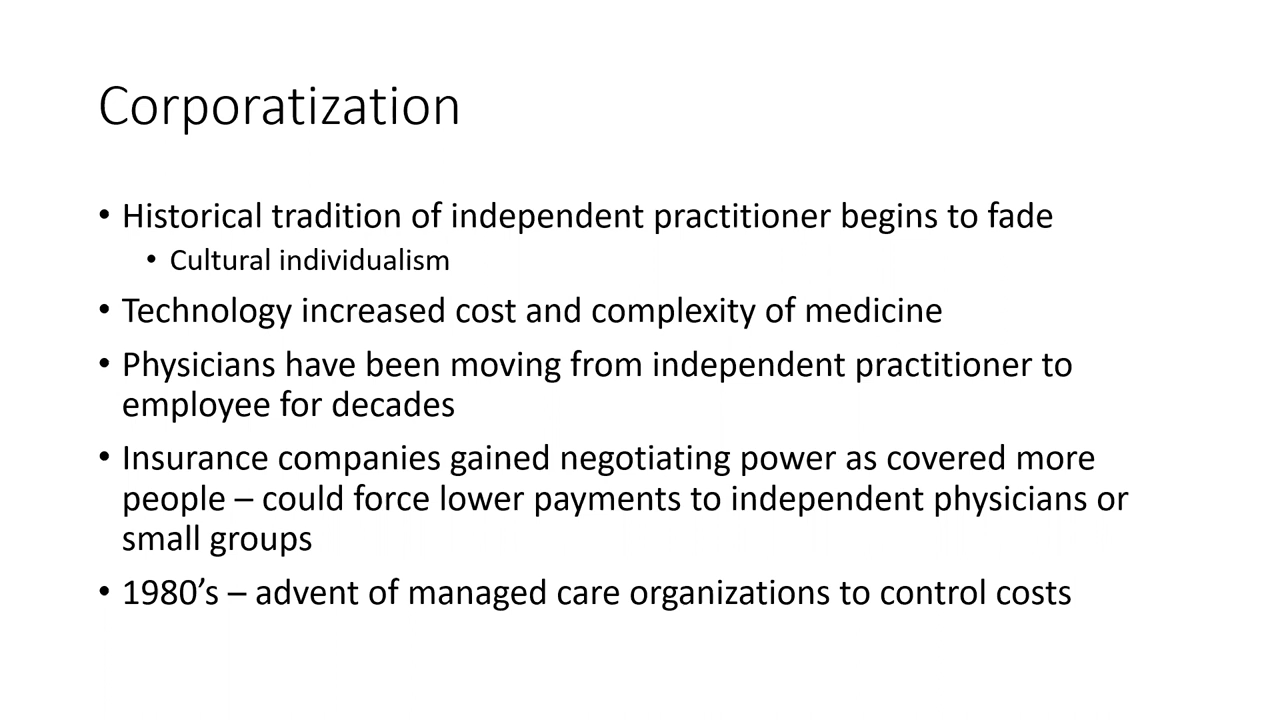 Corporatization
• Historical tradition of independent practitioner begins to fade
• Cultural individualism
• Technology increased cost and complexity of medicine
• Physicians have been moving from independent practitioner to
employee for decades
• Insurance companies gained negotiating power as covered more
people – could force lower payments to independent physicians or
small groups
• 1980’s – advent of managed care organizations to control costs